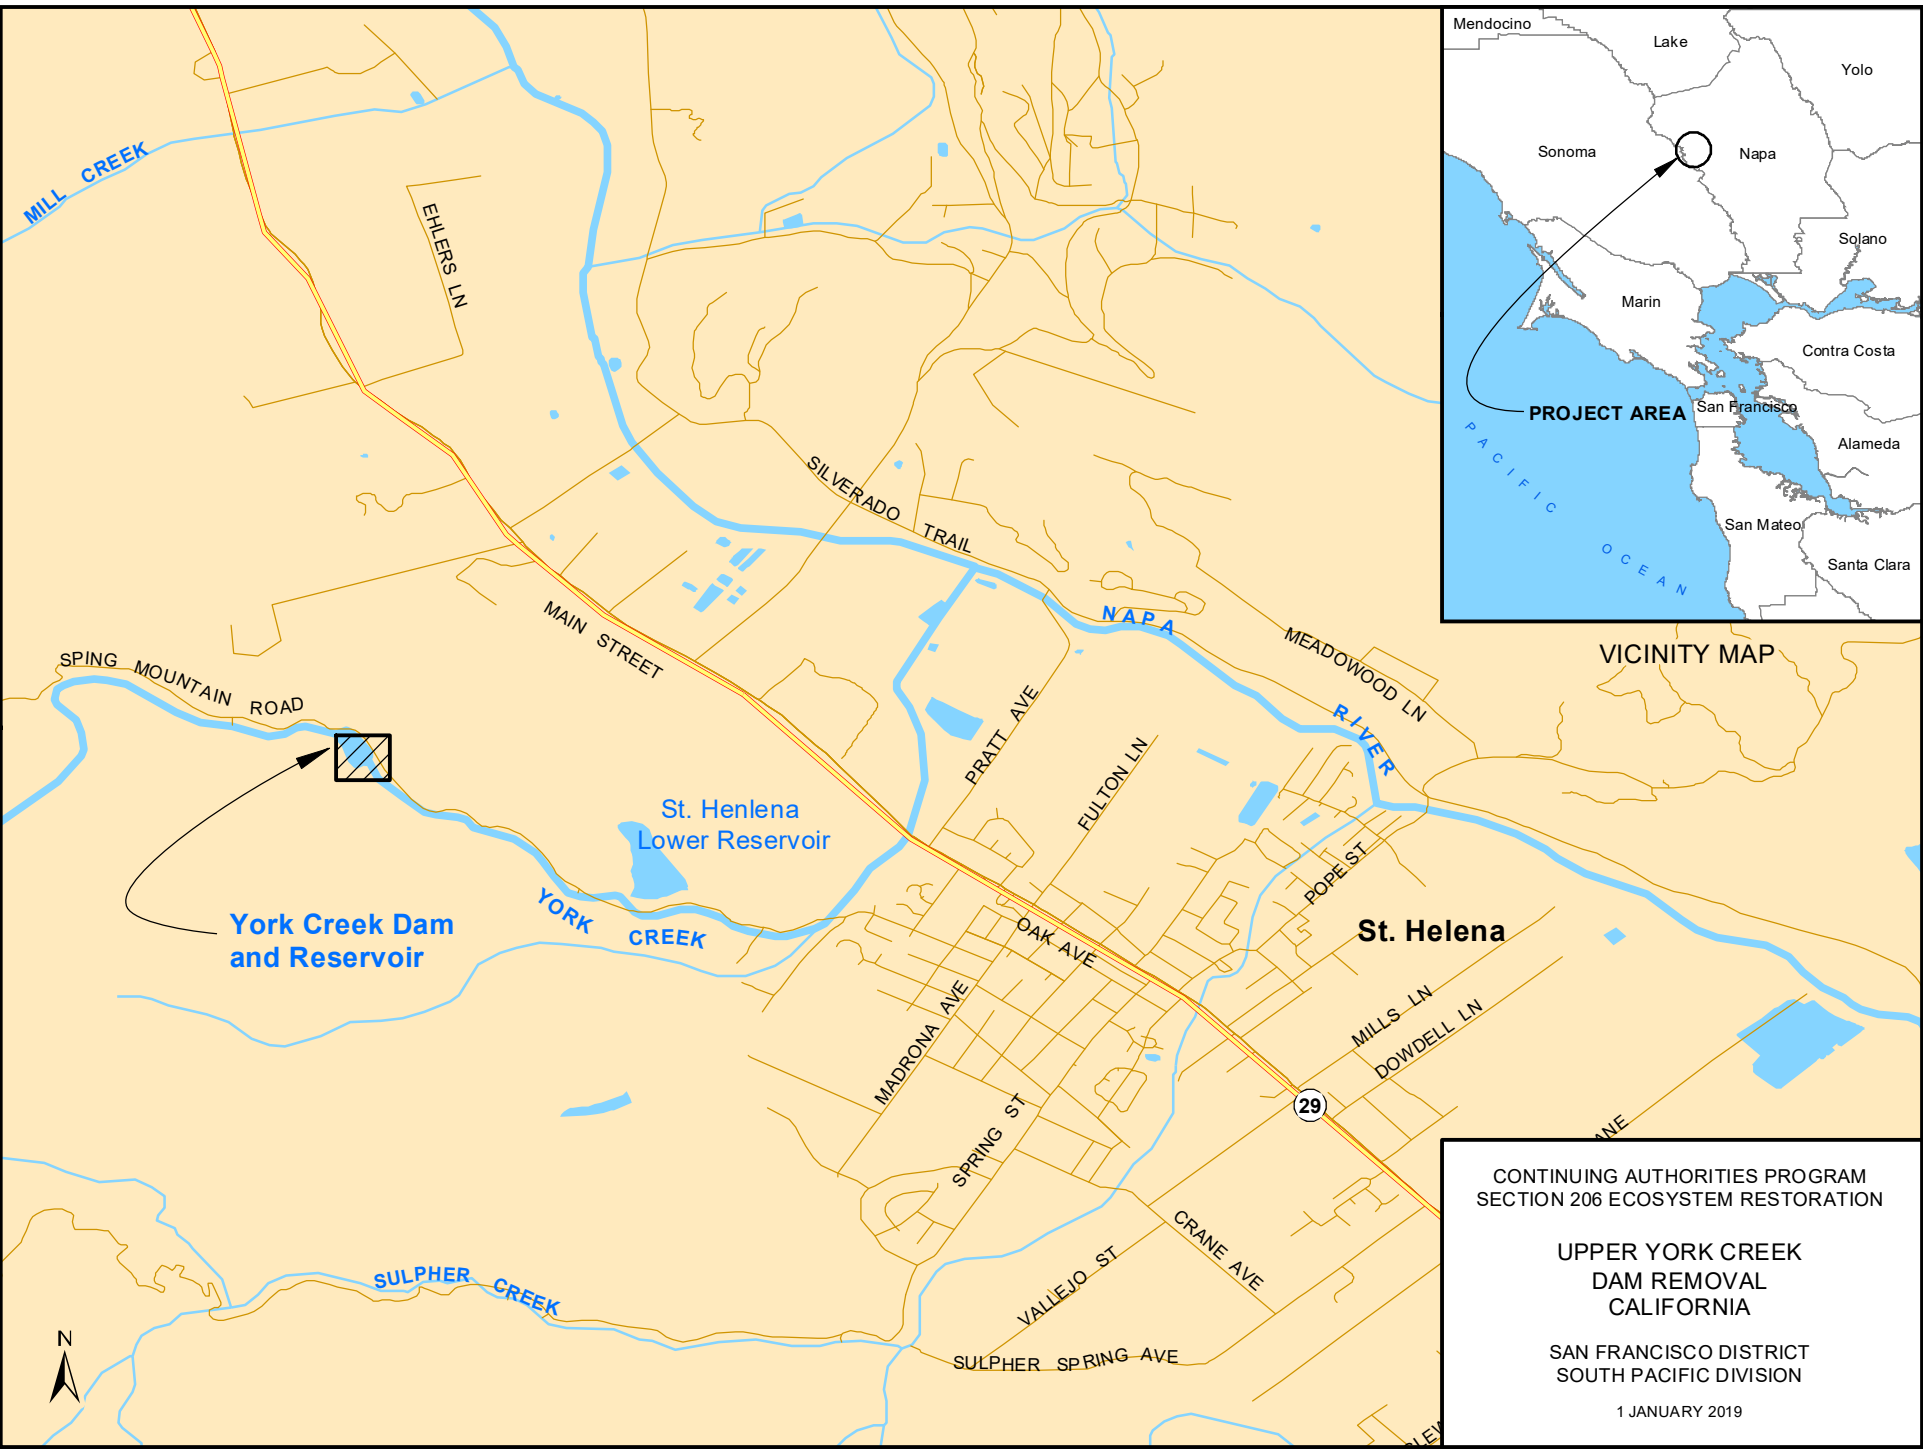 MILL CREEK
EHLERS LN
SILVERADO TRAIL
MAIN STREET
SPING MOUNTAIN ROAD
NAPA RIVER
MEADOWOOD LN
PRATT AVE
FULTON LN
St. Henlena
Lower Reservoir
POPE ST
York Creek Dam
and Reservoir
YORK CREEK
OAK AVE
St. Helena
MADRONA AVE
MILLS LN
DOWDELL LN
29
SPRING ST
ANE
CRANE AVE
VALLEJO ST
SULPHER CREEK
SULPHER SPRING AVE
N
Mendocino
Lake
Yolo
Sonoma
Napa
Solano
Marin
Contra Costa
PROJECT AREA
San Francisco
Alameda
PACIFIC OCEAN
San Mateo
Santa Clara
VICINITY MAP
CONTINUING AUTHORITIES PROGRAM
SECTION 206 ECOSYSTEM RESTORATION
UPPER YORK CREEK
DAM REMOVAL
CALIFORNIA
SAN FRANCISCO DISTRICT
SOUTH PACIFIC DIVISION
1 JANUARY 2019